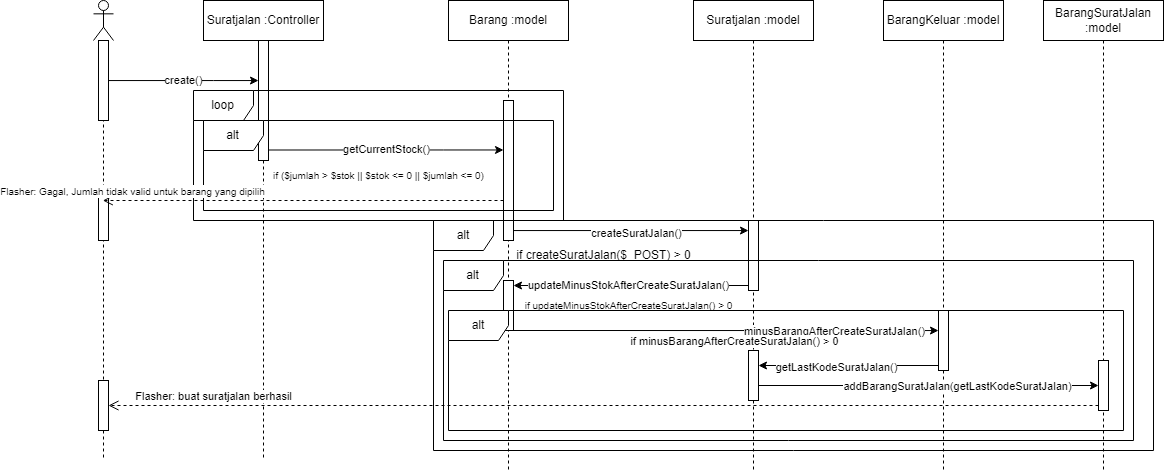 Suratjalan :Controller
Barang :model
Suratjalan :model
BarangKeluar :model
BarangSuratJalan
:model
create()
loop
alt
getCurrentStock()
if ($jumlah > $stok || $stok <= 0 || $jumlah <= 0)
Flasher: Gagal, Jumlah tidak valid untuk barang yang dipilih
alt
createSuratJalan()
if createSuratJalan($_POST) > 0
alt
updateMinusStokAfterCreateSuratJalan()
if updateMinusStokAfterCreateSuratJalan() > 0
alt
minusBarangAfterCreateSuratJalan()
if minusBarangAfterCreateSuratJalan() > 0
getLastKodeSuratJalan()
addBarangSuratJalan(getLastKodeSuratJalan)
Flasher: buat suratjalan berhasil